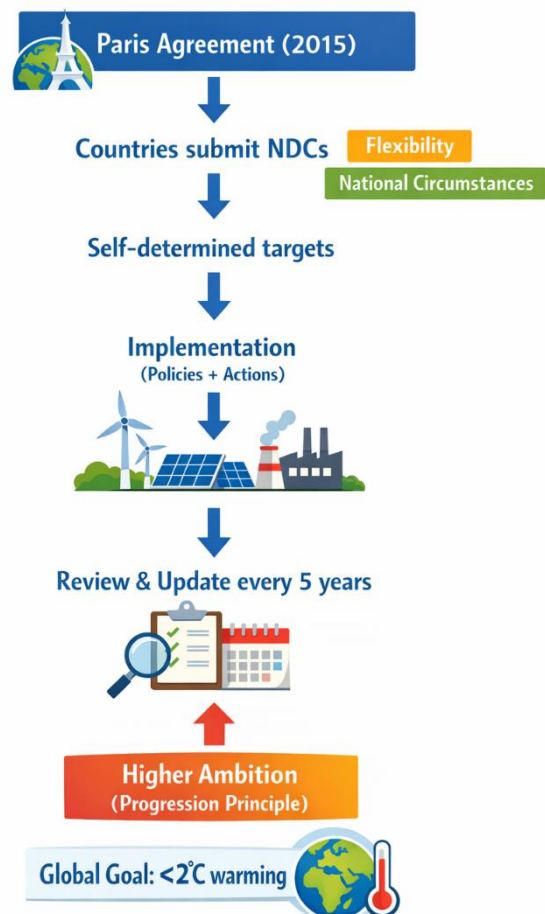 Paris Agreement (2015)
Countries submit NDCs
Flexibility
National Circumstances
Self-determined targets
Implementation
(Policies + Actions)
Review & Update every 5 years
Higher Ambition
(Progression Principle)
Global Goal: <2°C warming